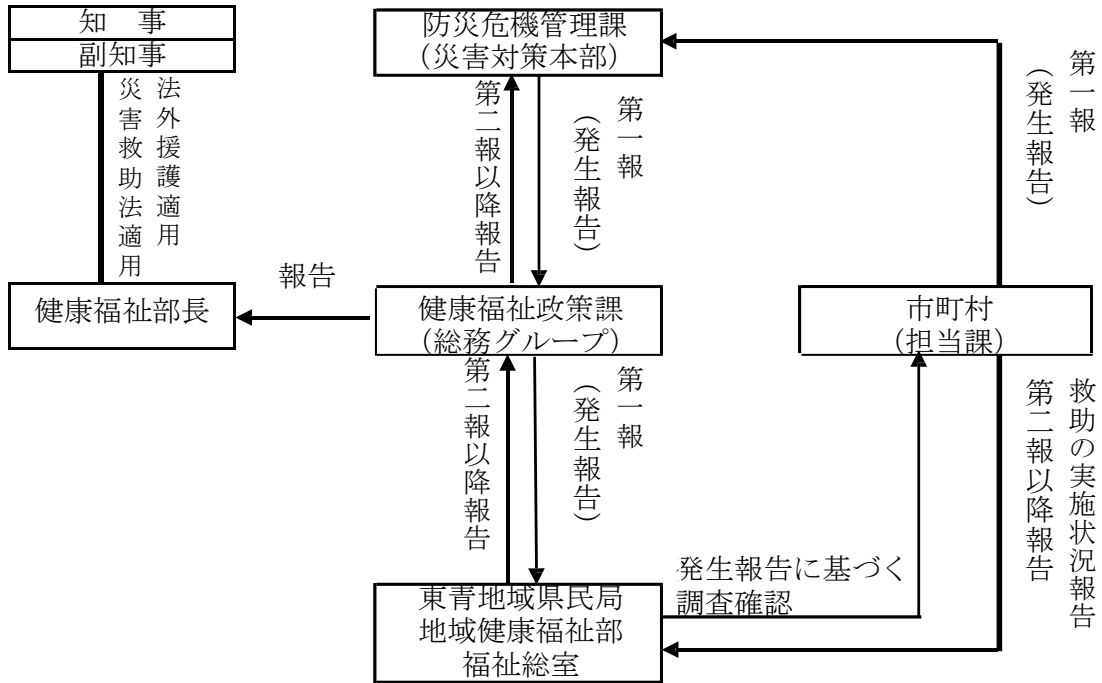 知　事
副知事
法外援護適用
災害救助法適用
健康福祉部長
報告
防災危機管理課
（災害対策本部）
第一報
（発生報告）
第二報以降報告
健康福祉政策課
（総務グループ）
第一報
（発生報告）
第二報以降報告
東青地域県民局
地域健康福祉部
福祉総室
発生報告に基づく
調査確認
第一報
（発生報告）
市町村
（担当課）
救助の実施状況報告
第二報以降報告